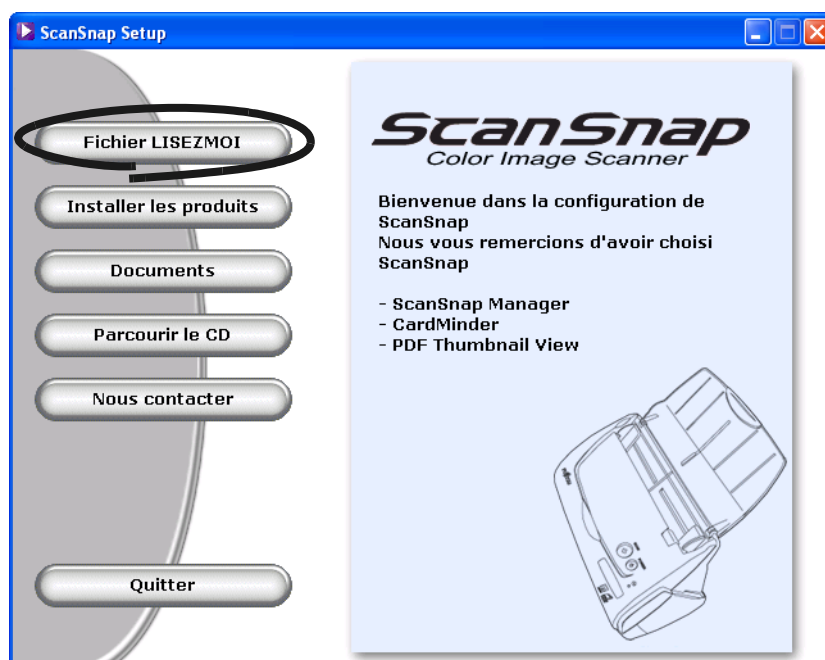 ScanSnap Setup
Fichier LISEZMOI
Installer les produits
Documents
Parcourir le CD
Nous contacter
Quitter
ScanSnap
Color Image Scanner
Bienvenue dans la configuration de
ScanSnap
Nous vous remercions d'avoir choisi
ScanSnap
- ScanSnap Manager
- CardMinder
- PDF Thumbnail View